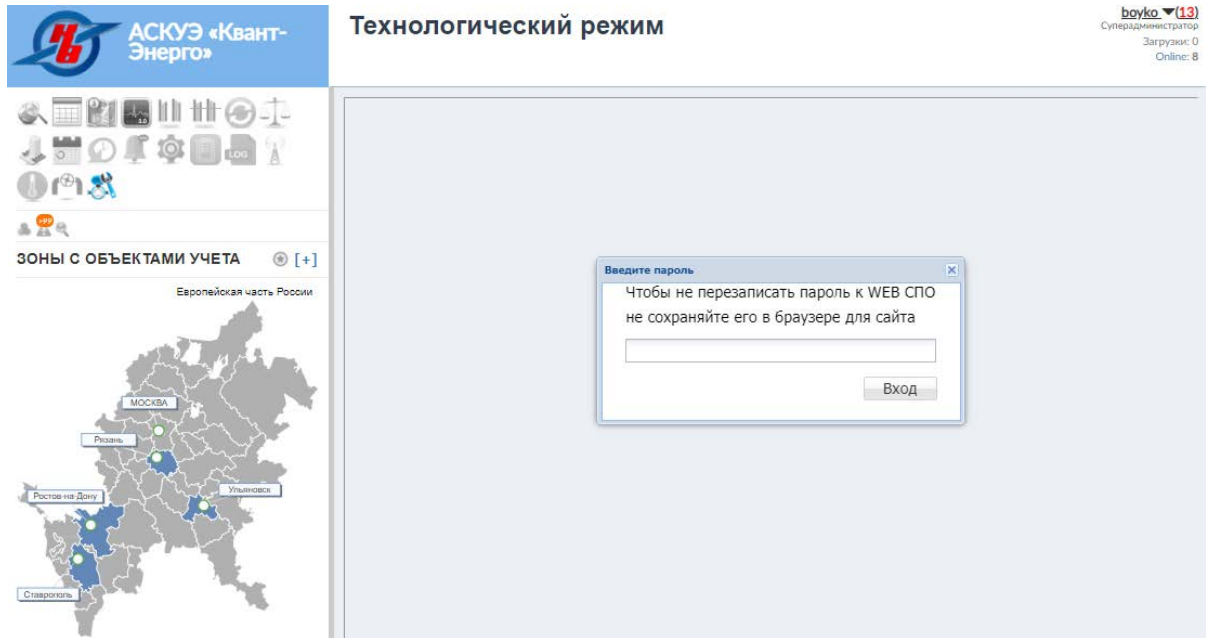 АСКУЭ «Квант-
Энерго»
Технологический режим
boyko (13)
Суперадминистратор
Загрузки: 0
Online: 8
LOG
>99
ЗОНЫ С ОБЪЕКТАМИ УЧЕТА [+]
Европейская часть России
МОСКВА
Рязань
Ростов-на-Дону
Ульяновск
Ставрополь
Введите пароль
Чтобы не перезаписать пароль к WEB СПО
не сохраняйте его в браузере для сайта
Вход